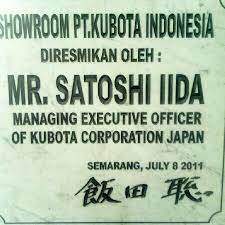 SHOWROOM PT.KUBOTA INDONESIA
DIRESMIKAN OLEH :
MR. SATOSHI IIDA
MANAGING EXECUTIVE OFFICER
OF KUBOTA CORPORATION JAPAN
SEMARANG, JULY 8 2011
飯田 聡